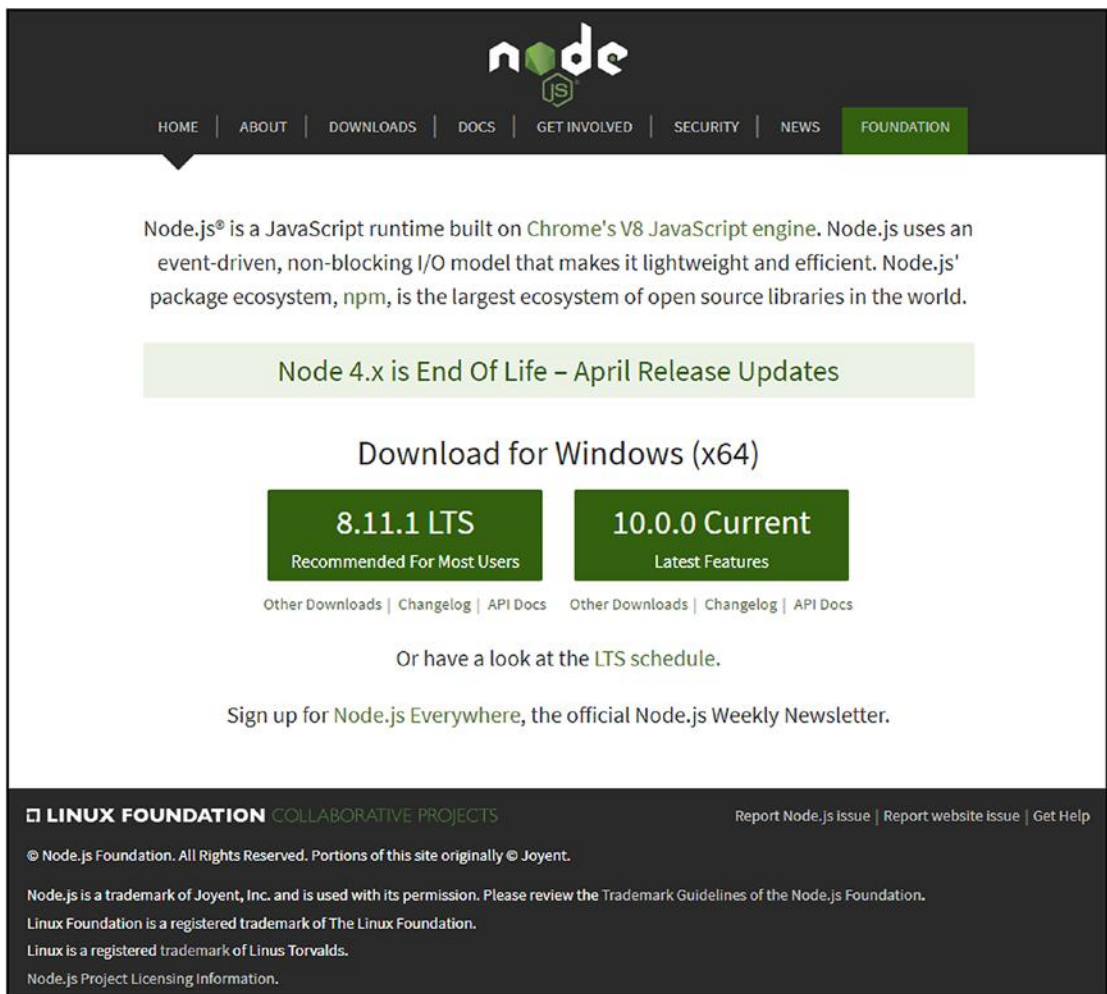 node
JS
HOME | ABOUT | DOWNLOADS | DOCS | GET INVOLVED | SECURITY | NEWS FOUNDATION
Node.js® is a JavaScript runtime built on Chrome's V8 JavaScript engine. Node.js uses an
event-driven, non-blocking I/O model that makes it lightweight and efficient. Node.js'
package ecosystem, npm, is the largest ecosystem of open source libraries in the world.
Node 4.x is End Of Life – April Release Updates
Download for Windows (x64)
8.11.1 LTS
Recommended For Most Users
10.0.0 Current
Latest Features
Other Downloads | Changelog | API Docs
Other Downloads | Changelog | API Docs
Or have a look at the LTS schedule.
Sign up for Node.js Everywhere, the official Node.js Weekly Newsletter.
LINUX FOUNDATION COLLABORATIVE PROJECTS
Report Node.js issue | Report website issue | Get Help
© Node.js Foundation. All Rights Reserved. Portions of this site originally © Joyent.
Node.js is a trademark of Joyent, Inc. and is used with its permission. Please review the Trademark Guidelines of the Node.js Foundation.
Linux Foundation is a registered trademark of The Linux Foundation.
Linux is a registered trademark of Linus Torvalds.
Node.js Project Licensing Information.